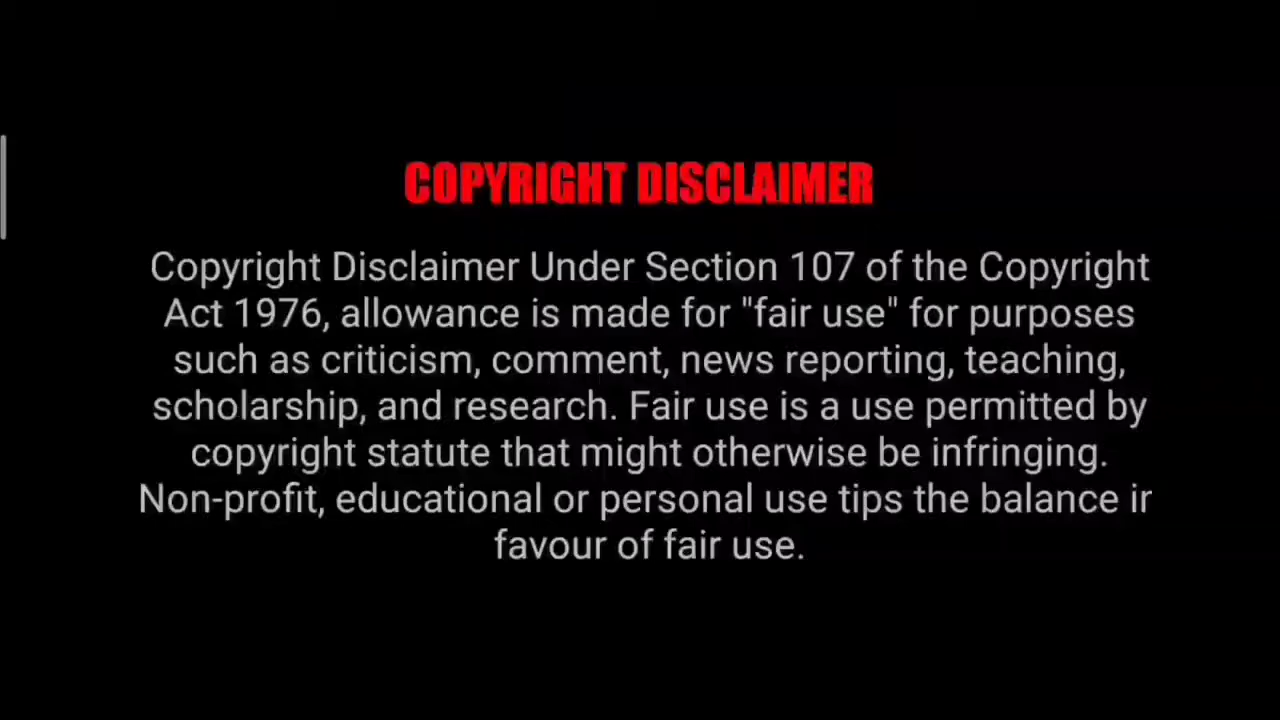 COPYRIGHT DISCLAIMER
Copyright Disclaimer Under Section 107 of the Copyright
Act 1976, allowance is made for "fair use" for purposes
such as criticism, comment, news reporting, teaching,
scholarship, and research. Fair use is a use permitted by
copyright statute that might otherwise be infringing.
Non-profit, educational or personal use tips the balance
favour of fair use.